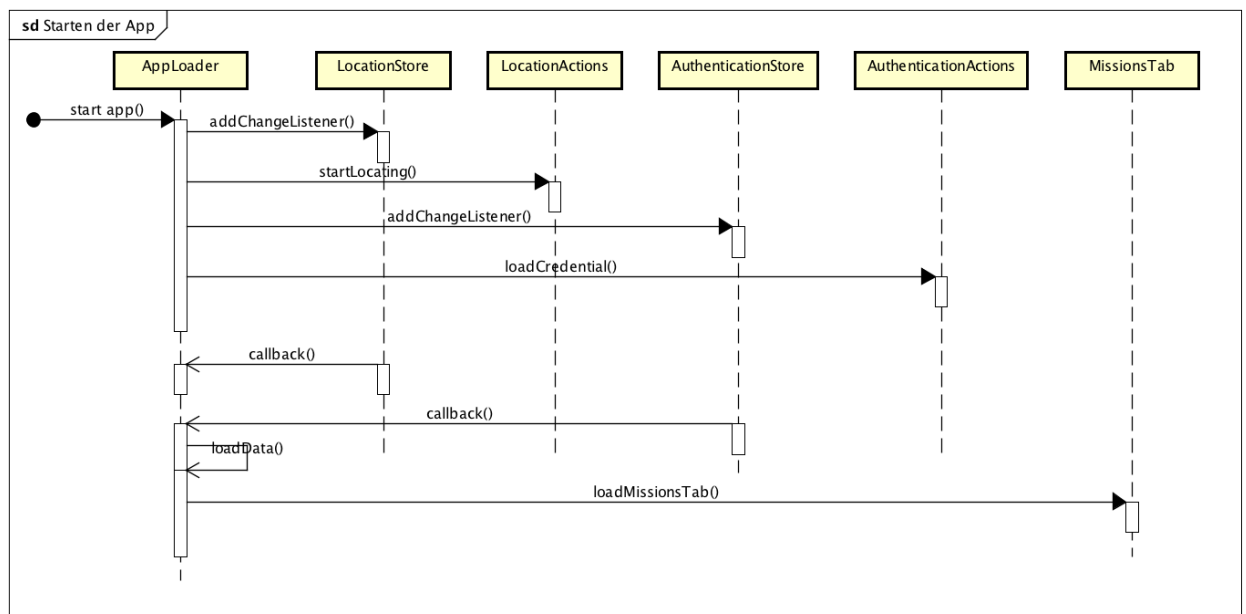 sd Starten der App
AppLoader
LocationStore
LocationActions
AuthenticationStore
AuthenticationActions
MissionsTab
start app()
addChangeListener()
startLocating()
addChangeListener()
loadCredential()
callback()
callback()
loadData()
loadMissionsTab()